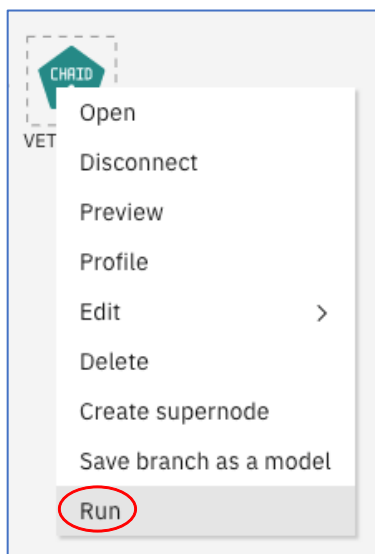 CHAID
VET
Open
Disconnect
Preview
Profile
Edit
Delete
Create supernode
Save branch as a model
Run